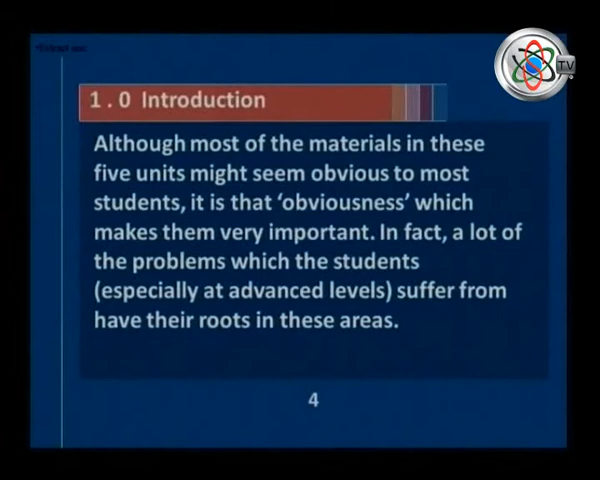 1 . 0 Introduction
Although most of the materials in these
five units might seem obvious to most
students, it is that ‘obviousness’ which
makes them very important. In fact, a lot of
the problems which the students
(especially at advanced levels) suffer from
have their roots in these areas.
4
TV